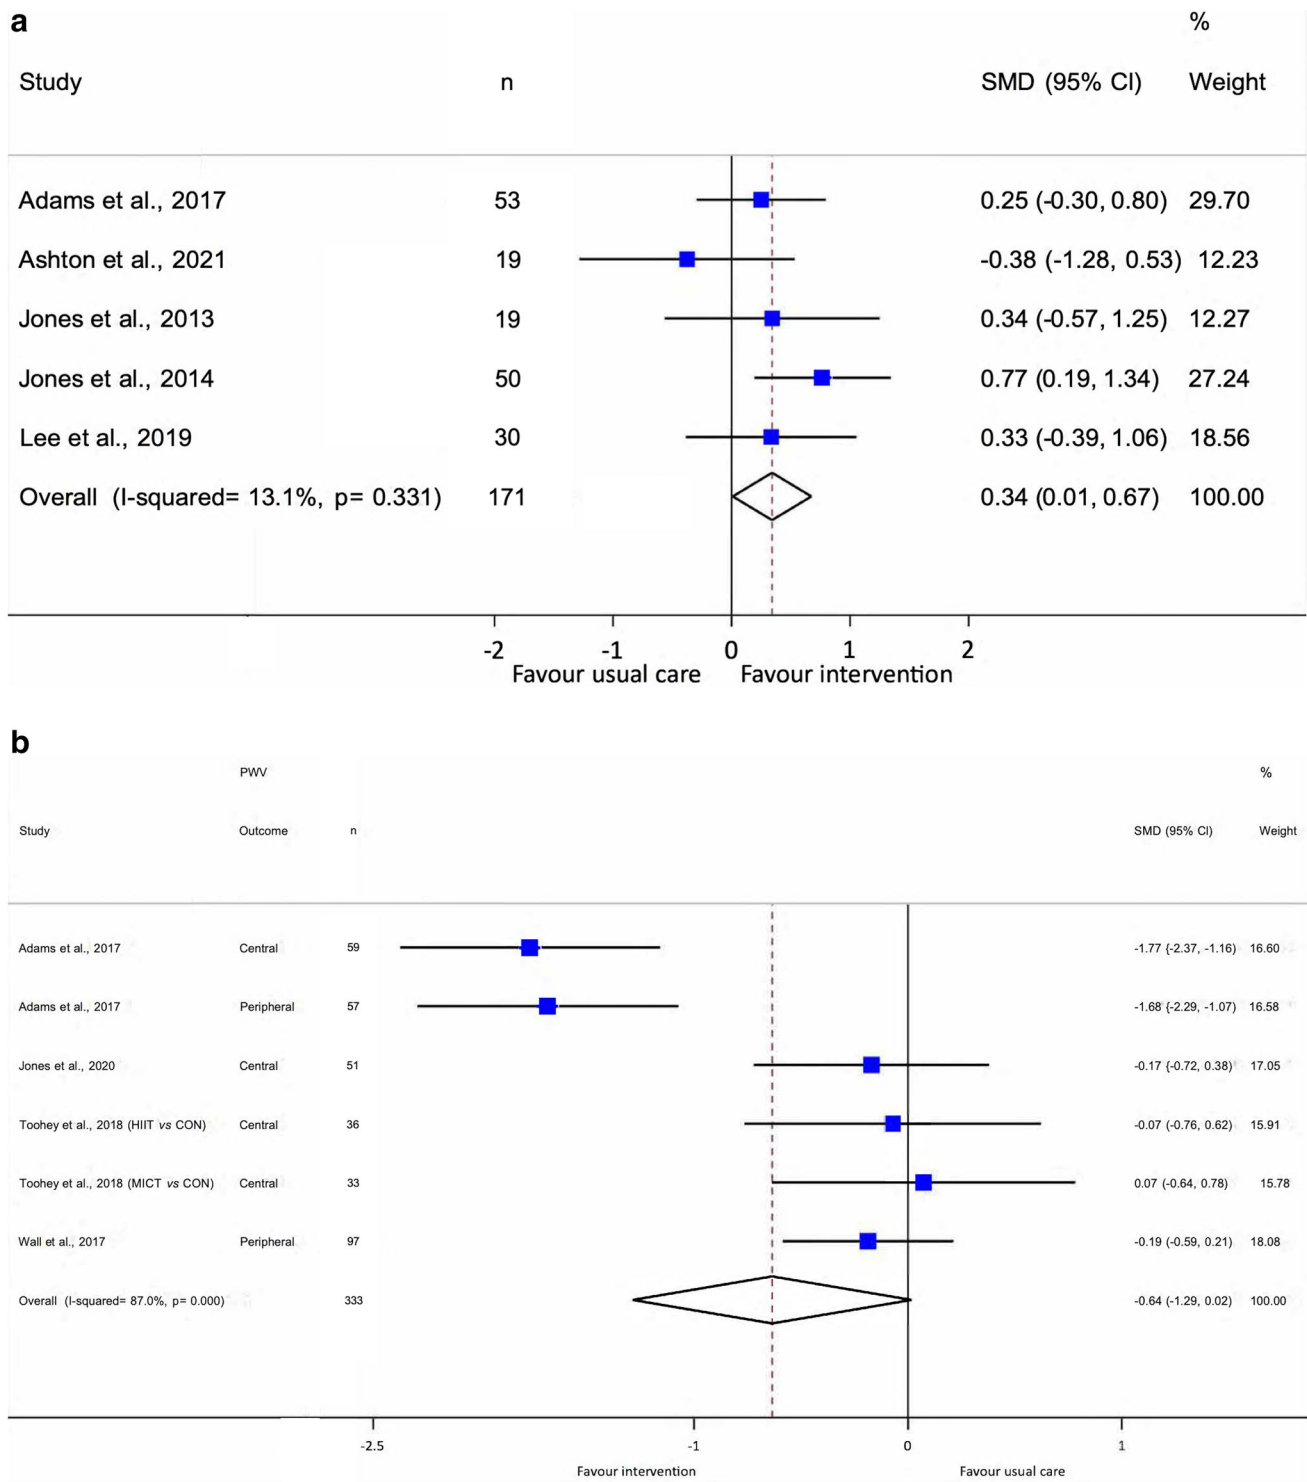 a
%
Study n SMD (95% CI) Weight
Adams et al., 2017 53 0.25 (-0.30, 0.80) 29.70
Ashton et al., 2021 19 -0.38 (-1.28, 0.53) 12.23
Jones et al., 2013 19 0.34 (-0.57, 1.25) 12.27
Jones et al., 2014 50 0.77 (0.19, 1.34) 27.24
Lee et al., 2019 30 0.33 (-0.39, 1.06) 18.56
Overall (I-squared= 13.1%, p= 0.331) 171 0.34 (0.01, 0.67) 100.00
-2 -1 0 1 2
Favour usual care Favour intervention
b
PWV %
Study Outcome n SMD (95% CI) Weight
Adams et al., 2017 Central 59 -1.77 {-2.37, -1.16) 16.60
Adams et al., 2017 Peripheral 57 -1.68 {-2.29, -1.07) 16.58
Jones et al., 2020 Central 51 -0.17 {-0.72, 0.38) 17.05
Toohey et al., 2018 (HIIT vs CON) Central 36 -0.07 (-0.76, 0.62) 15.91
Toohey et al., 2018 (MICT vs CON) Central 33 0.07 (-0.64, 0.78) 15.78
Wall et al., 2017 Peripheral 97 -0.19 (-0.59, 0.21) 18.08
Overall (I-squared= 87.0%, p= 0.000) 333 -0.64 (-1.29, 0.02) 100.00
-2.5 -1 0 1
Favour intervention Favour usual care